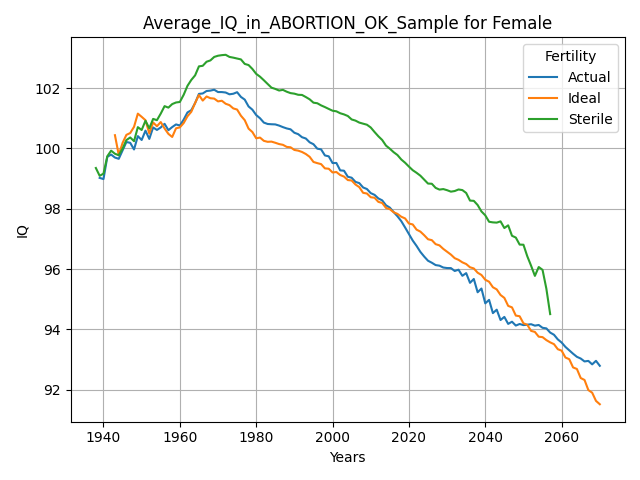 Average_IQ_in_ABORTION_OK_Sample for Female
Fertility
Actual
Ideal
Sterile
IQ
102
100
98
96
94
92
1940
1960
1980
2000
2020
2040
2060
Years